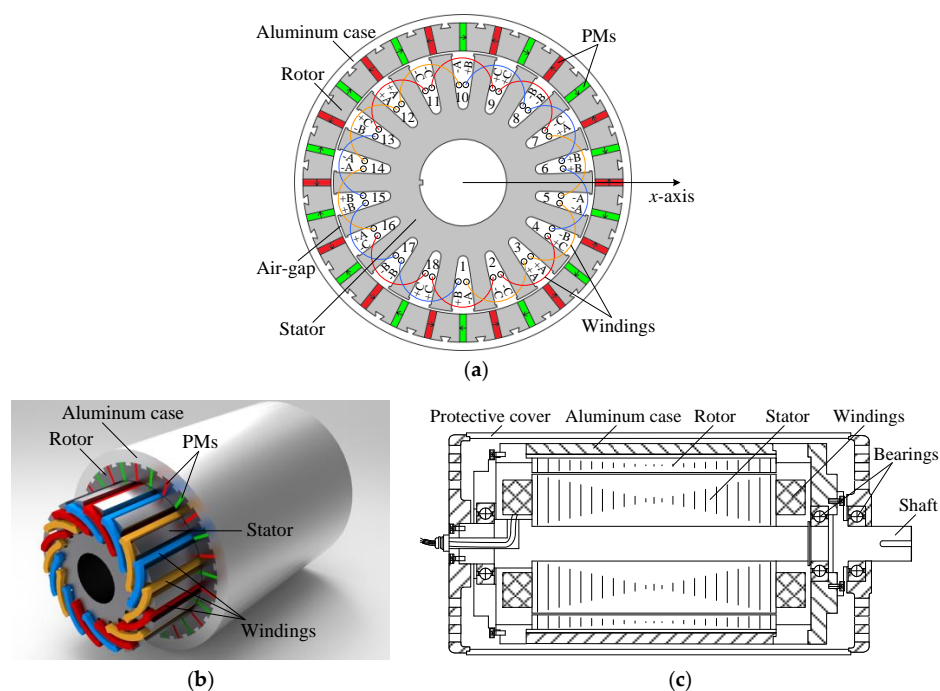 Aluminum case
PMs
Rotor
-A
+B
10
9
11
8
12
-B
-B
+A
+A
7
13
-C
+A
+C
-B
6
+B
+B
14
-A
-A
x-axis
5
-A
-A
15
+B
+B
4
-B
+C
16
+A
3
+A
+A
17
-B
-B
2
18
+C
+C
1
+B
-A
Air-gap
Stator
Windings
(a)
Aluminum case
Rotor
PMs
Stator
Windings
(b)
Protective cover
Aluminum case
Rotor
Stator
Windings
Bearings
Shaft
(c)